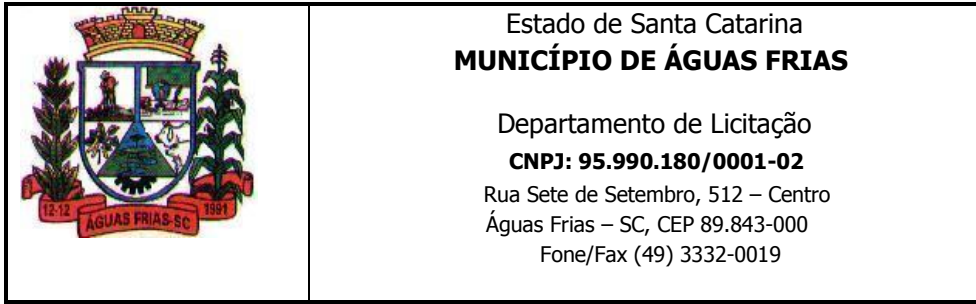 12-12
ÁGUAS FRIAS-SC
1991
Estado de Santa Catarina
MUNICÍPIO DE ÁGUAS FRIAS
Departamento de Licitação
CNPJ: 95.990.180/0001-02
Rua Sete de Setembro, 512 – Centro
Águas Frias – SC, CEP 89.843-000
Fone/Fax (49) 3332-0019